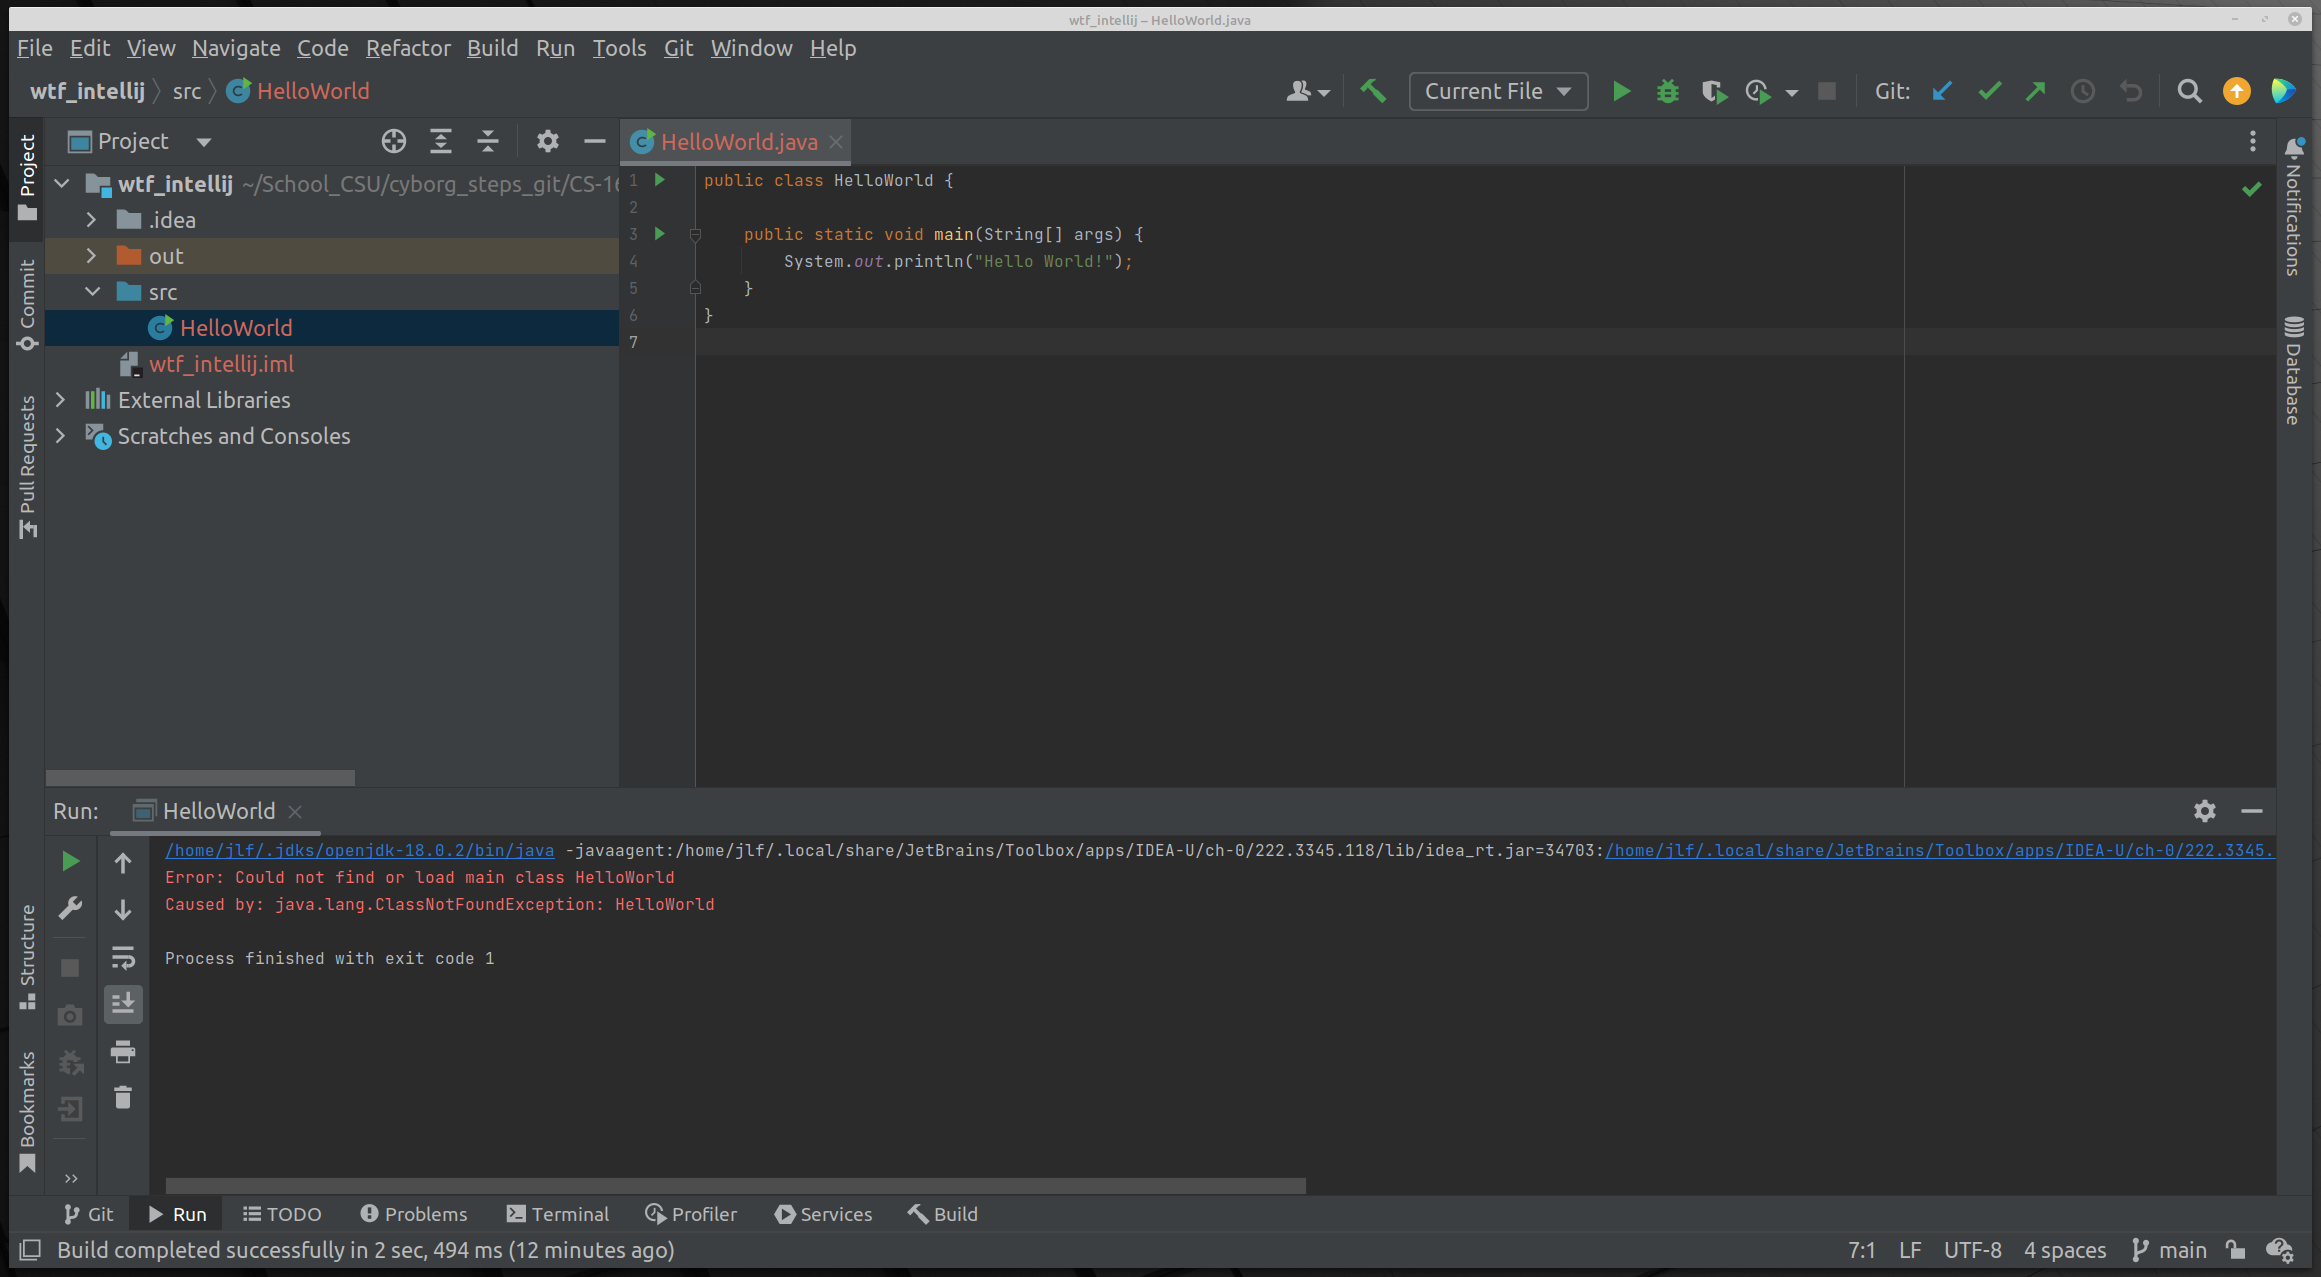 wtf_intellij – HelloWorld.java
File Edit View Navigate Code Refactor Build Run Tools Git Window Help
wtf_intellij src HelloWorld
Current File
Git:
Project
HelloWorld.java
wtf_intellij ~/School_CSU/cyborg_steps_git/CS-16
.idea
out
src
HelloWorld
wtf_intellij.iml
External Libraries
Scratches and Consoles
1 public class HelloWorld {
2
3 public static void main(String[] args) {
4 System.out.println("Hello World!");
5 }
6 }
7
Project
Commit
Pull Requests
Structure
Bookmarks
Notifications
Database
Run: HelloWorld
/home/jlf/.jdks/openjdk-18.0.2/bin/java -javaagent:/home/jlf/.local/share/JetBrains/Toolbox/apps/IDEA-U/ch-0/222.3345.118/lib/idea_rt.jar=34703:/home/jlf/.local/share/JetBrains/Toolbox/apps/IDEA-U/ch-0/222.3345.
Error: Could not find or load main class HelloWorld
Caused by: java.lang.ClassNotFoundException: HelloWorld
Process finished with exit code 1
Git Run TODO Problems Terminal Profiler Services Build
Build completed successfully in 2 sec, 494 ms (12 minutes ago)
7:1 LF UTF-8 4 spaces main